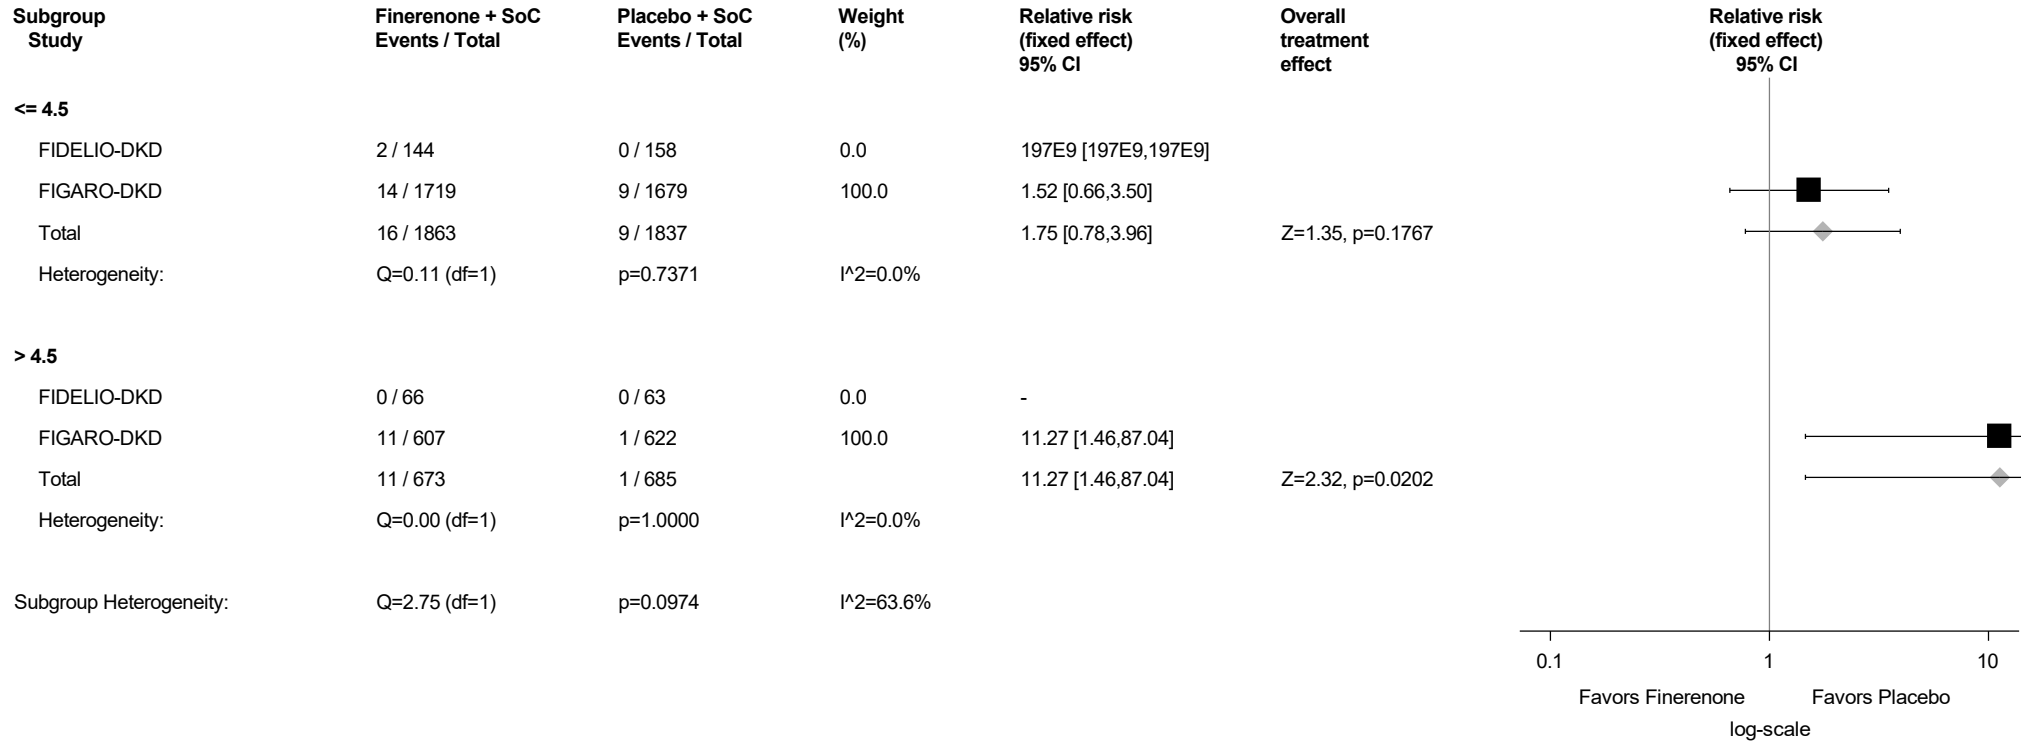 Subgroup Finerenone + SoC Placebo + SoC Weight Relative risk Overall Relative risk
Study Events / Total Events / Total (%) (fixed effect) treatment (fixed effect)
95% CI effect 95% CI
<= 4.5
FIDELIO-DKD 2 / 144 0 / 158 0.0 197E9 [197E9,197E9]
FIGARO-DKD 14 / 1719 9 / 1679 100.0 1.52 [0.66,3.50]
Total 16 / 1863 9 / 1837 1.75 [0.78,3.96] Z=1.35, p=0.1767
Heterogeneity: Q=0.11 (df=1) p=0.7371 I^2=0.0%
> 4.5
FIDELIO-DKD 0 / 66 0 / 63 0.0 -
FIGARO-DKD 11 / 607 1 / 622 100.0 11.27 [1.46,87.04]
Total 11 / 673 1 / 685 11.27 [1.46,87.04] Z=2.32, p=0.0202
Heterogeneity: Q=0.00 (df=1) p=1.0000 I^2=0.0%
Subgroup Heterogeneity: Q=2.75 (df=1) p=0.0974 I^2=63.6%
0.1 1 10
Favors Finerenone Favors Placebo
log-scale